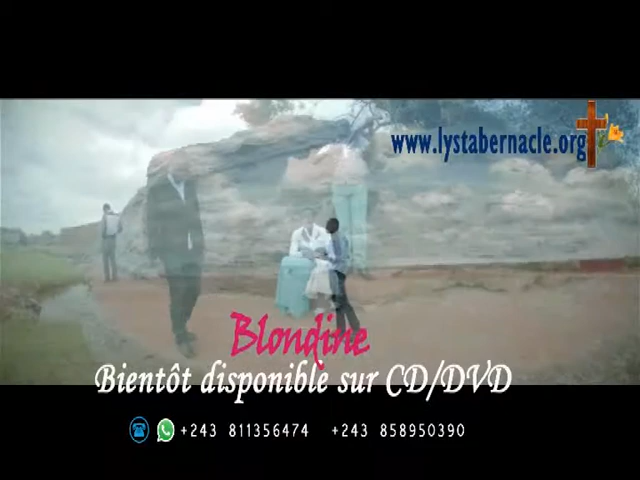 www.lystabernacle.org
Blondine
Bientôt disponible sur CD/DVD
+243 811356474 +243 858950390